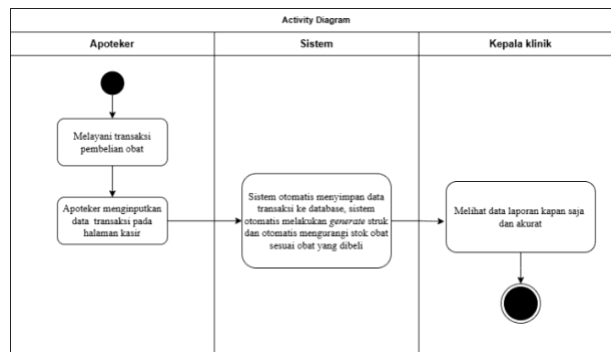 Activity Diagram
Apoteker
Sistem
Kepala klinik
Melayani transaksi
pembelian obat
Apoteker menginputkan
data transaksi pada
halaman kasir
Sistem otomatis menyimpan data
transaksi ke database, sistem
otomatis melakukan generate struk
dan otomatis mengurangi stok obat
sesuai obat yang dibeli
Melihat data laporan kapan saja
dan akurat